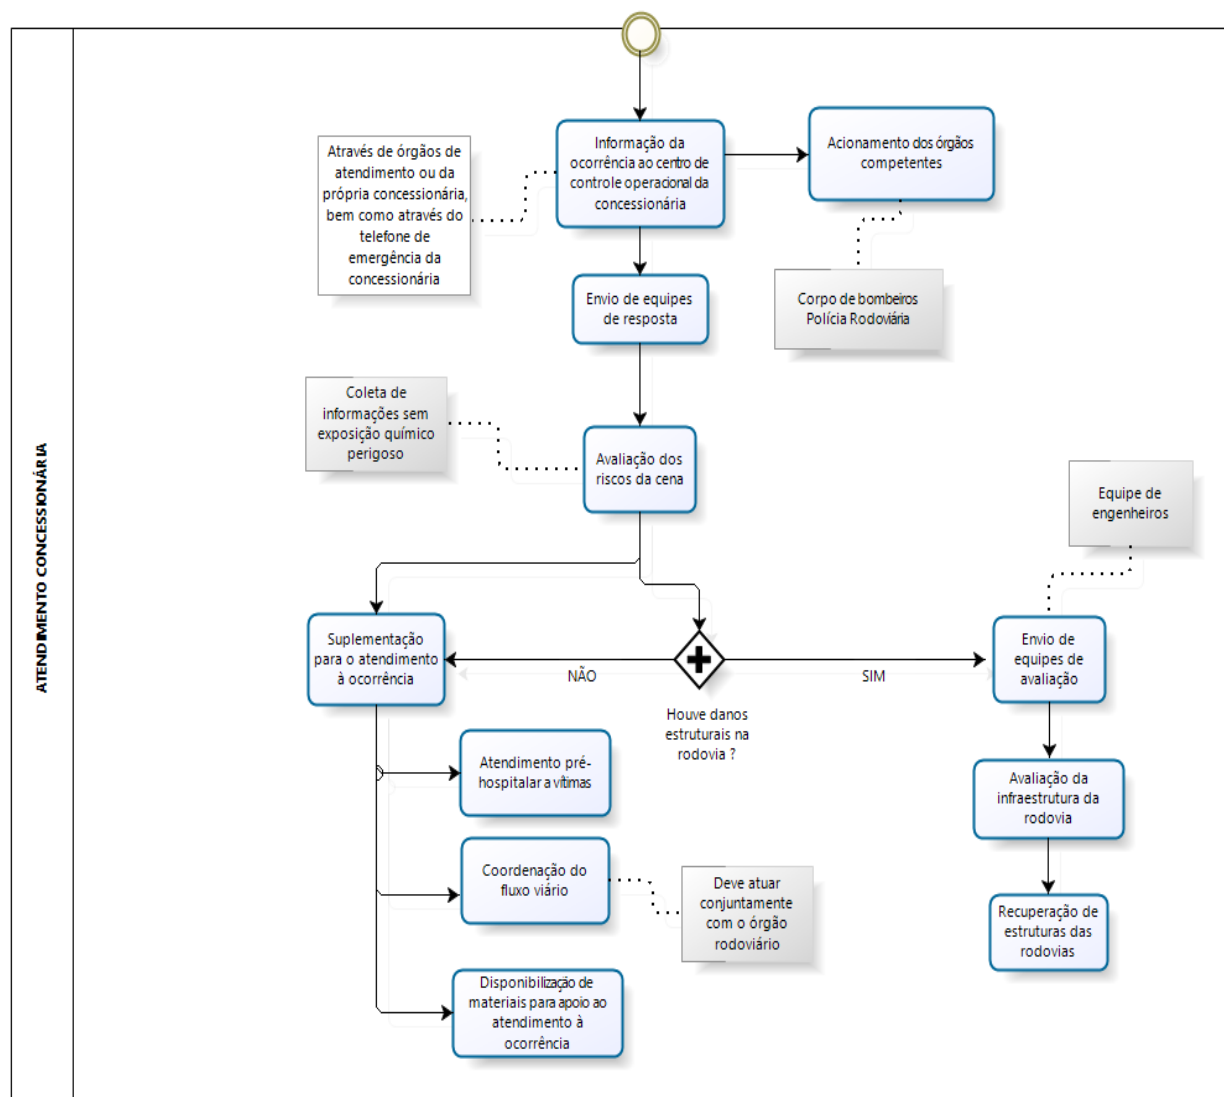 ATENDIMENTO CONCESSIONÁRIA
Informação da
ocorrência ao centro de
controle operacional da
concessionária
Acionamento dos órgãos
competentes
Através de órgãos de
atendimento ou da
própria concessionária,
bem como através do
telefone de
emergência da
concessionária
Envio de equipes
de resposta
Corpo de bombeiros
Polícia Rodoviária
Coleta de
informações sem
exposição químico
perigoso
Avaliação dos
riscos da cena
Equipe de
engenheiros
Suplementação
para o atendimento
à ocorrência
NÃO
SIM
Houve danos
estruturais na
rodovia ?
Envio de
equipes de
avaliação
Atendimento pré-
hospitalar a vítimas
Avaliação da
infraestrutura da
rodovia
Coordenação do
fluxo viário
Deve atuar
conjuntamente
com o órgão
rodoviário
Recuperação de
estruturas das
rodovias
Disponibilização de
materiais para apoio ao
atendimento à
ocorrência